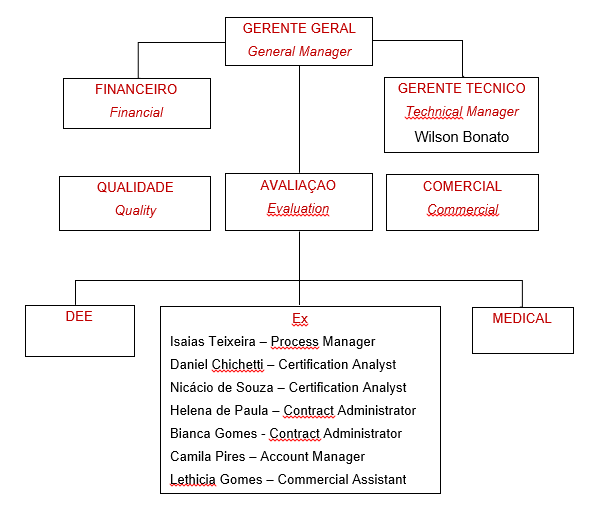 GERENTE GERAL
General Manager
FINANCEIRO
Financial
GERENTE TECNICO
Technical Manager
Wilson Bonato
QUALIDADE
Quality
AVALIAÇAO
Evaluation
COMERCIAL
Commercial
DEE
Ex
Isaias Teixeira – Process Manager
Daniel Chichetti – Certification Analyst
Nicácio de Souza – Certification Analyst
Helena de Paula – Contract Administrator
Bianca Gomes - Contract Administrator
Camila Pires – Account Manager
Lethicia Gomes – Commercial Assistant
MEDICAL